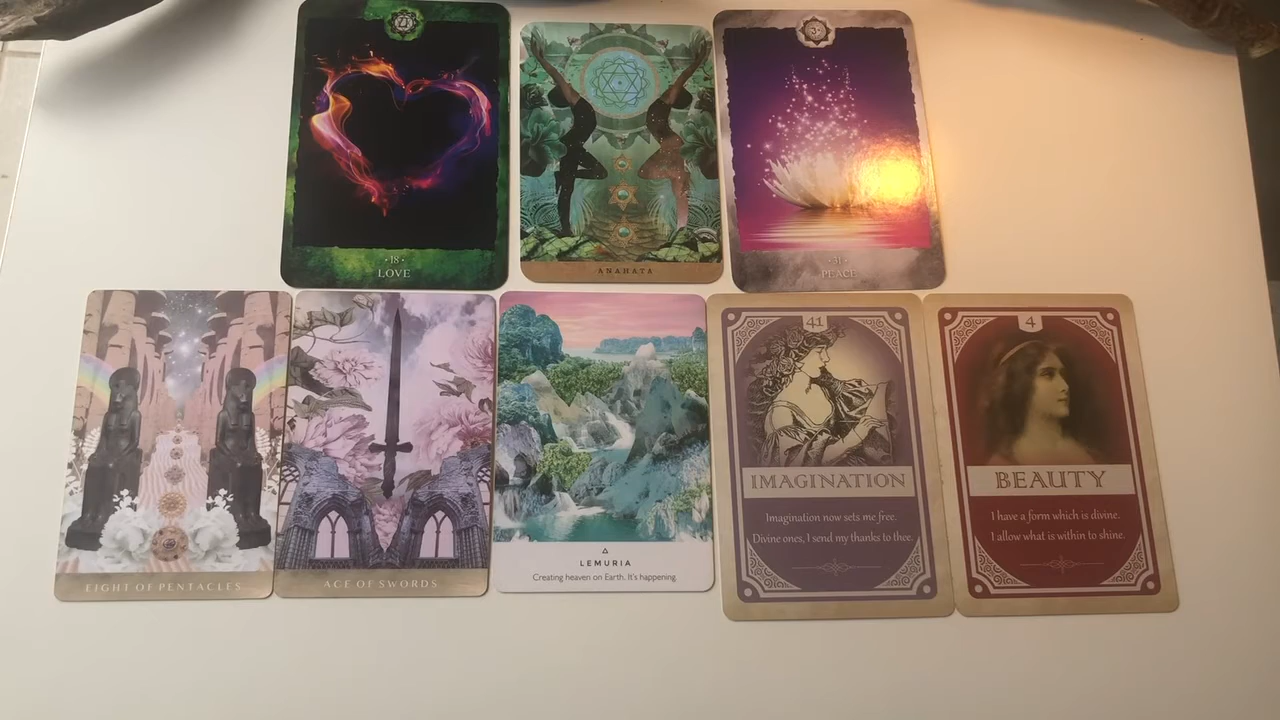 ·18·
LOVE
ANAHATA
PEACE
EIGHT OF PENTACLES
ACE OF SWORDS
LEMURIA
Creating heaven on Earth. It's happening.
41
IMAGINATION
Imagination now sets me free.
Divine ones, I send my thanks to thee.
4
BEAUTY
I have a form which is divine.
I allow what is within to shine.